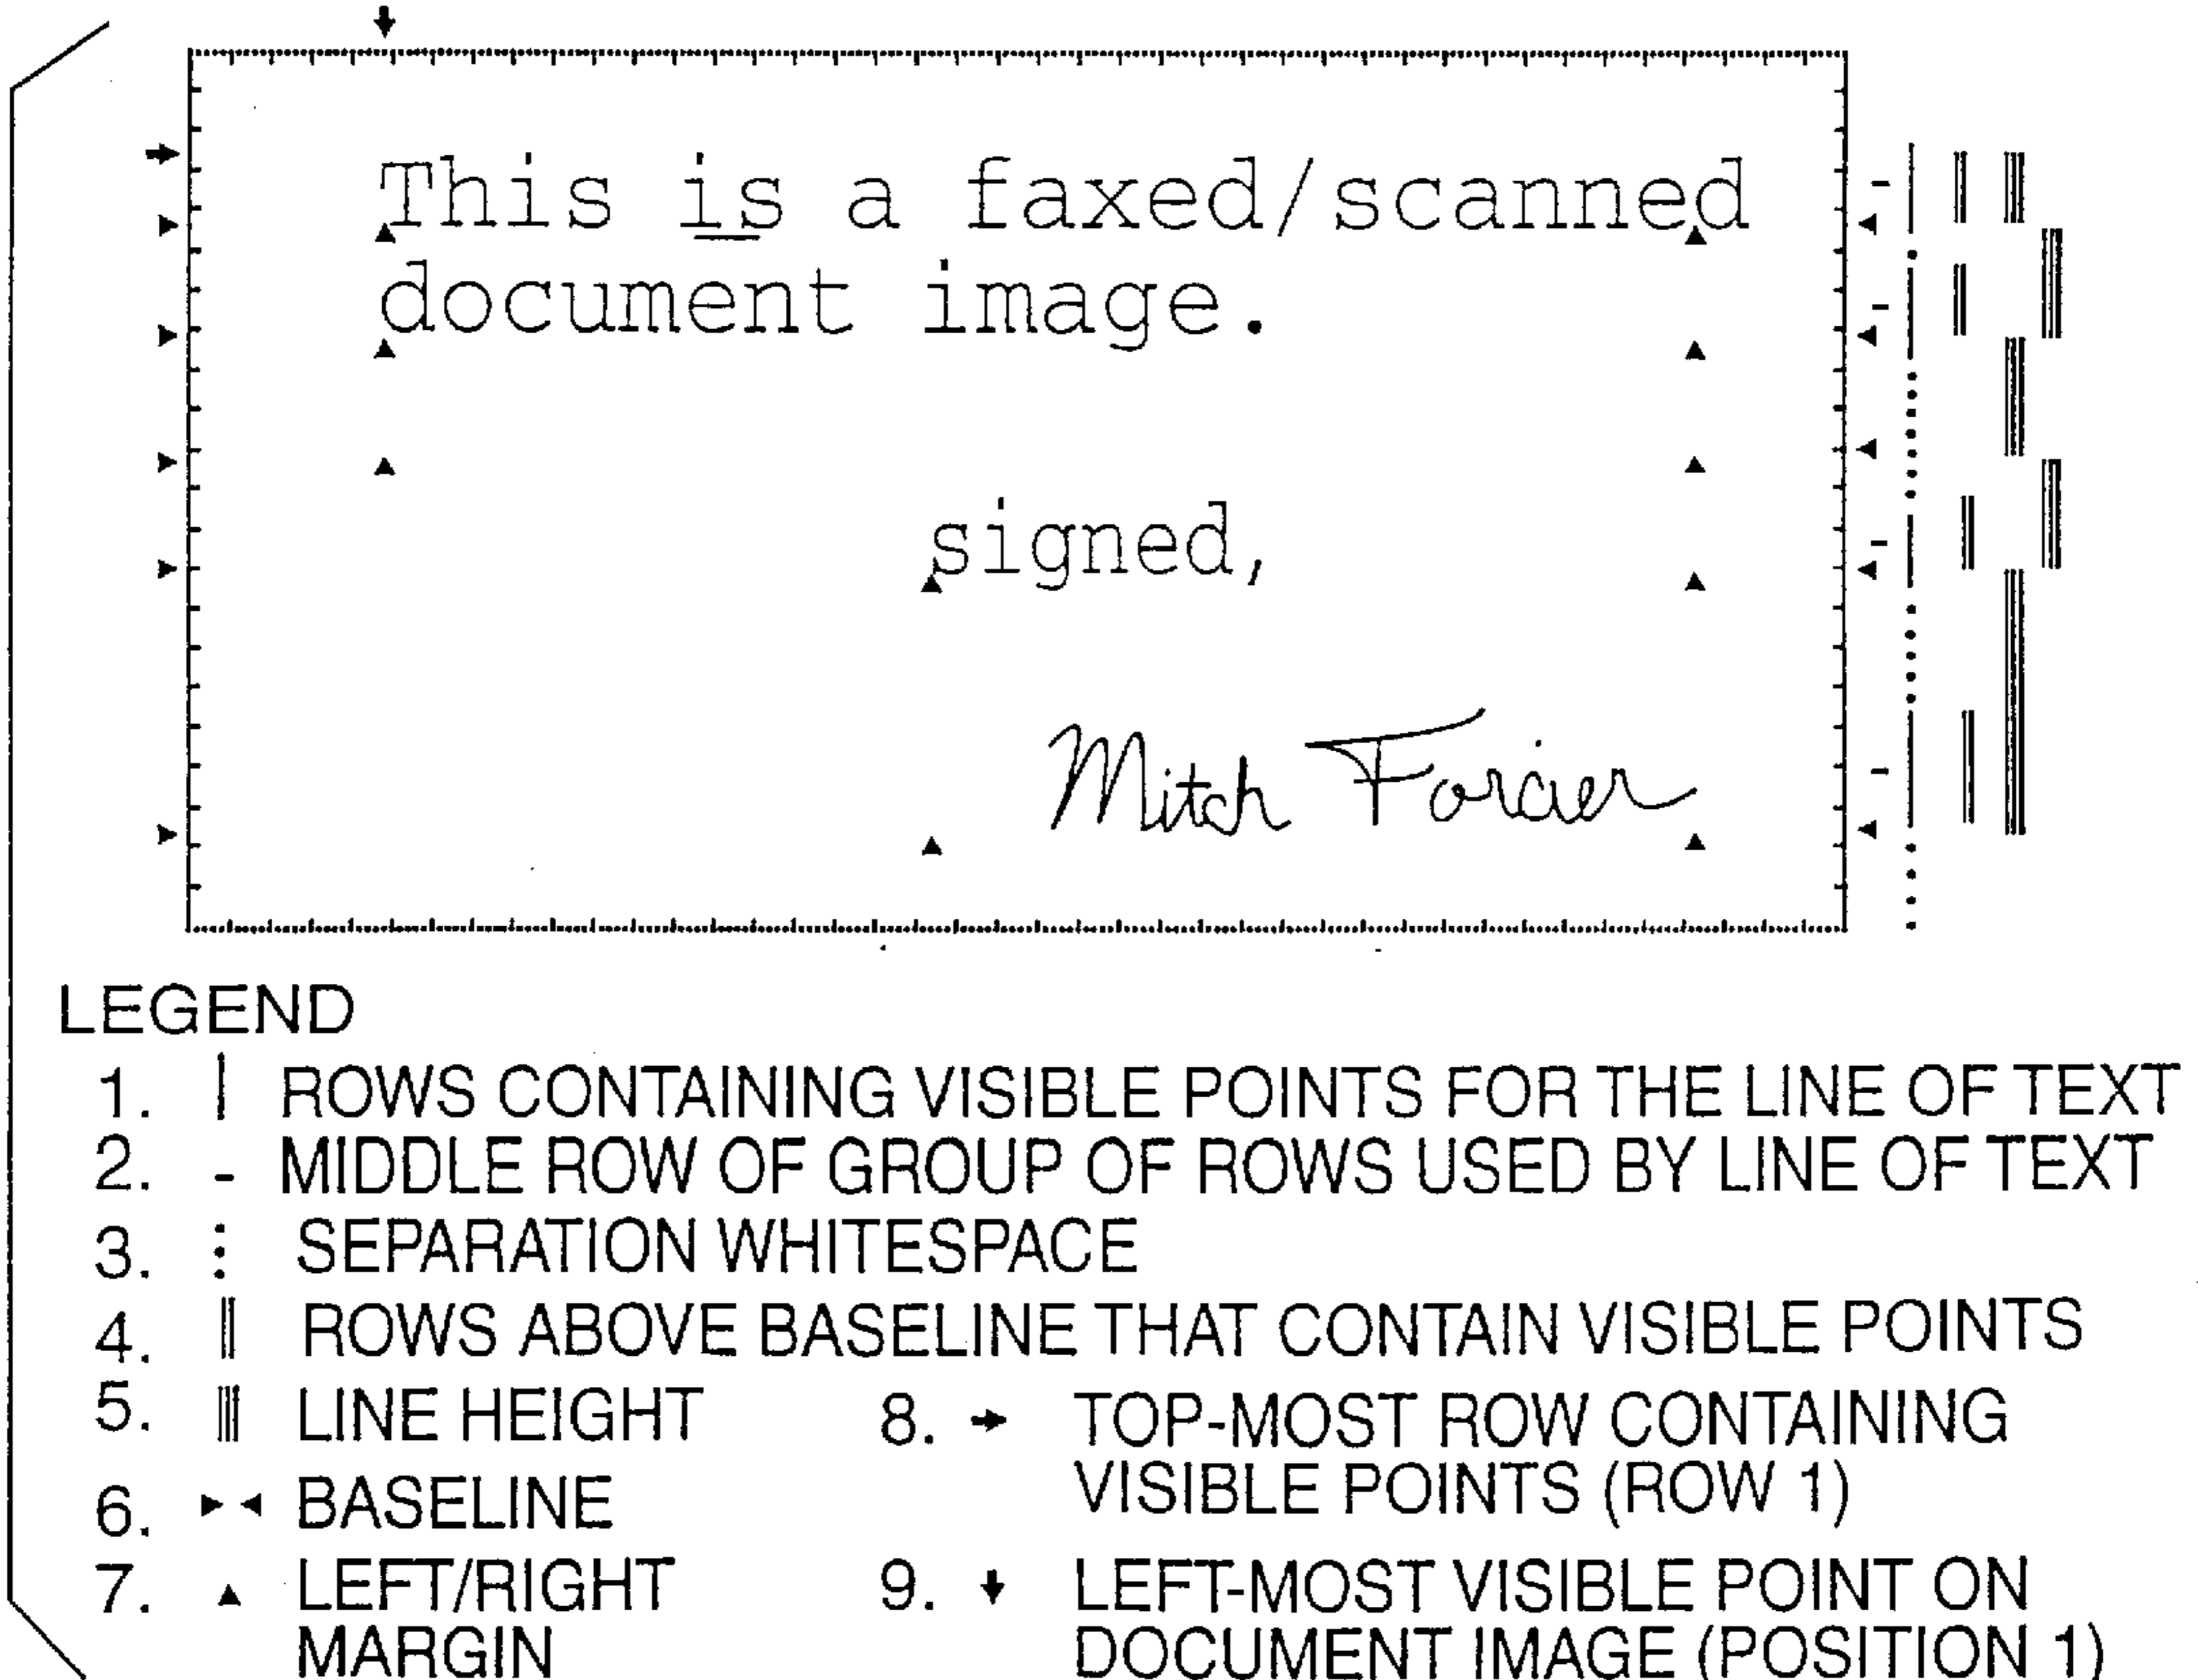 This is a faxed/scanned
document image.
signed,
Mitch Forcier
LEGEND
1. | ROWS CONTAINING VISIBLE POINTS FOR THE LINE OF TEXT
2. - MIDDLE ROW OF GROUP OF ROWS USED BY LINE OF TEXT
3. ⋮ SEPARATION WHITESPACE
4. || ROWS ABOVE BASELINE THAT CONTAIN VISIBLE POINTS
5. ||| LINE HEIGHT
6. ►◄ BASELINE
7. ▲ LEFT/RIGHT
MARGIN
8. → TOP-MOST ROW CONTAINING
VISIBLE POINTS (ROW 1)
9. ↓ LEFT-MOST VISIBLE POINT ON
DOCUMENT IMAGE (POSITION 1)